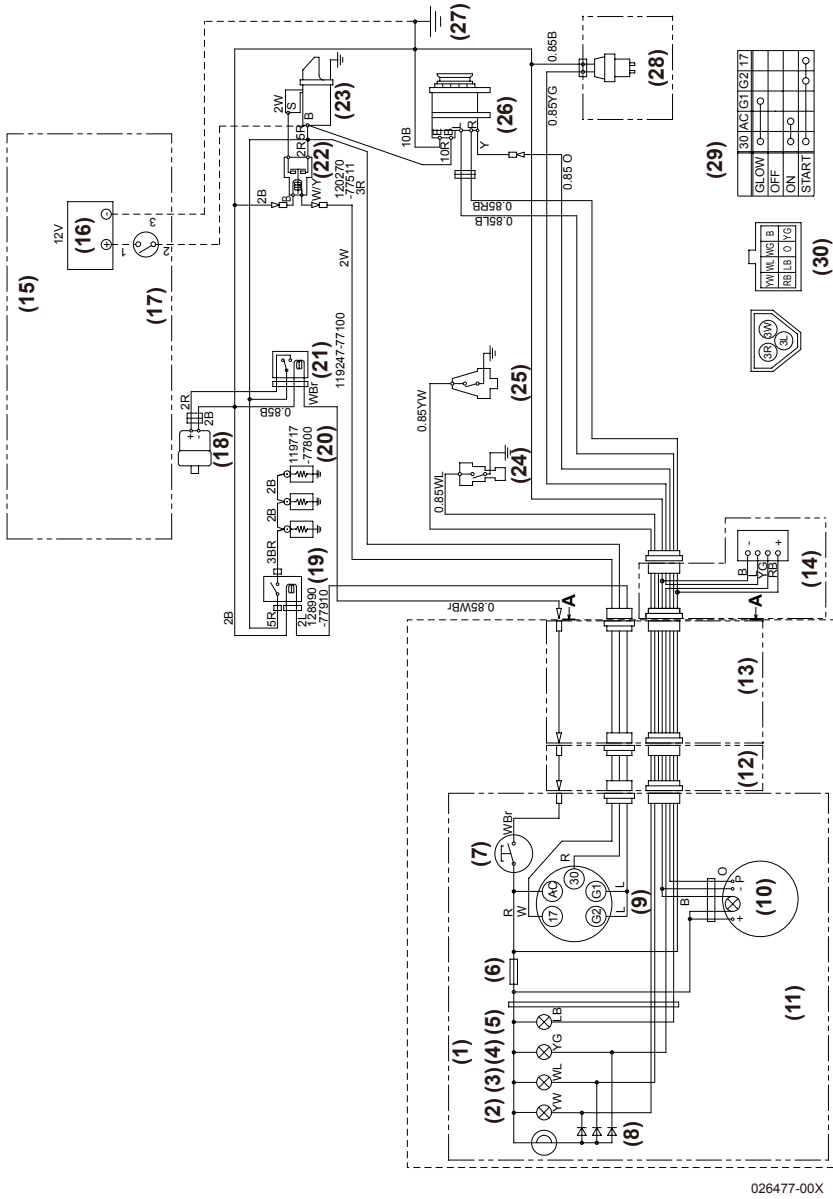 (15)
12V
(16)
+
-
1
2
3
(17)
(27)
(18)
+
-
2R
2B
0.85B
WBr
(21)
119247-77100
(20)
119717
-77800
2B
2B
3BR
(19)
5R
2L
128990
-77910
2B
2W
S
(23)
B
5R
2R
(22)
120270
-77511
3R
2B
B
W/Y
2W
10B
10R
E
B
L
R
Y
(26)
0.85B
0.85YG
(28)
0.85 O
0.85RB
0.85LB
(25)
0.85YW
(24)
0.85WL
0.85WBr
A
A
(14)
-
+
B
L
YG
RB
(13)
(12)
(7)
WBr
R
W
R
AC
30
17
G1
G2
L
L
(9)
(6)
(1)
(2) (3) (4) (5)
YW
WL
YG
LB
(8)
B
O
+
-
P
(10)
(11)
(29)
30 AC G1 G2 17
GLOW
OFF
ON
START
3R 3W
3L
YW WL WG B
RB LB O YG
(30)
026477-00X